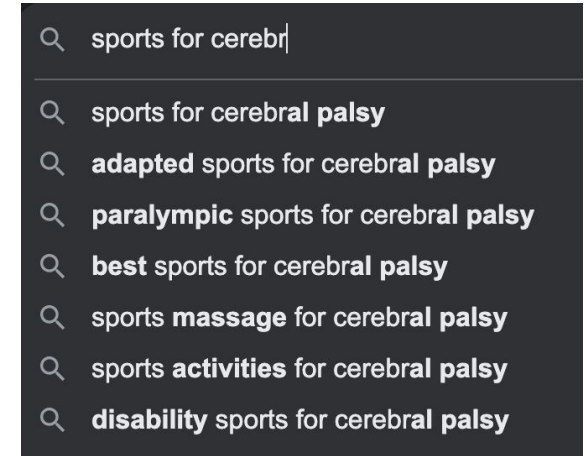 sports for cerebr
sports for cerebral palsy
adapted sports for cerebral palsy
paralympic sports for cerebral palsy
best sports for cerebral palsy
sports massage for cerebral palsy
sports activities for cerebral palsy
disability sports for cerebral palsy